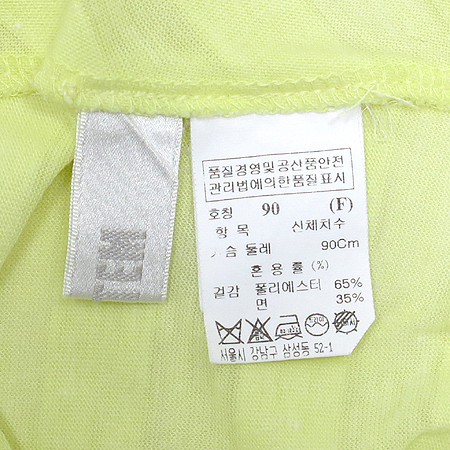 품질경영및공산품안전
관리법에의한품질표시
호칭 90 (F)
항 목 신체치수
가슴 둘레 90Cm
혼 용 률 (%)
겉감 폴리에스터 65%
면 35%
서울시 강남구 삼성동 52-1